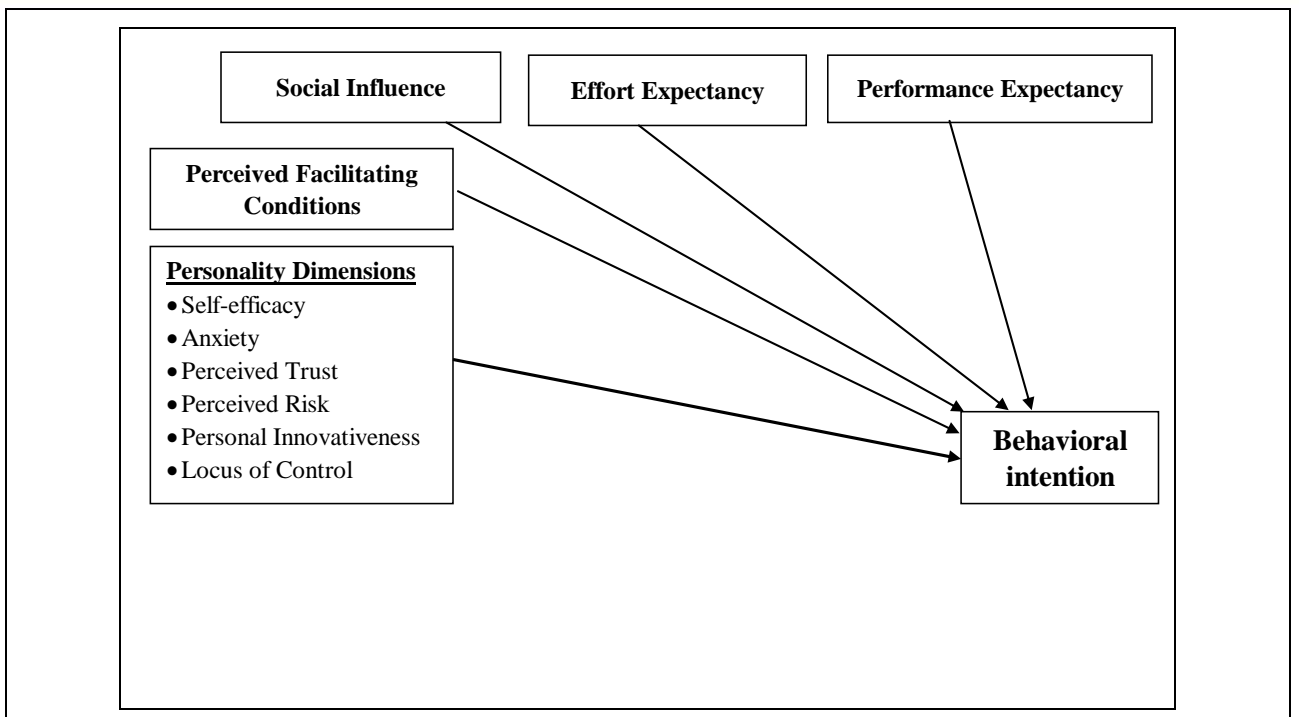 Social Influence
Effort Expectancy
Performance Expectancy
Perceived Facilitating
Conditions
Personality Dimensions
•Self-efficacy
•Anxiety
•Perceived Trust
•Perceived Risk
•Personal Innovativeness
•Locus of Control
Behavioral
intention